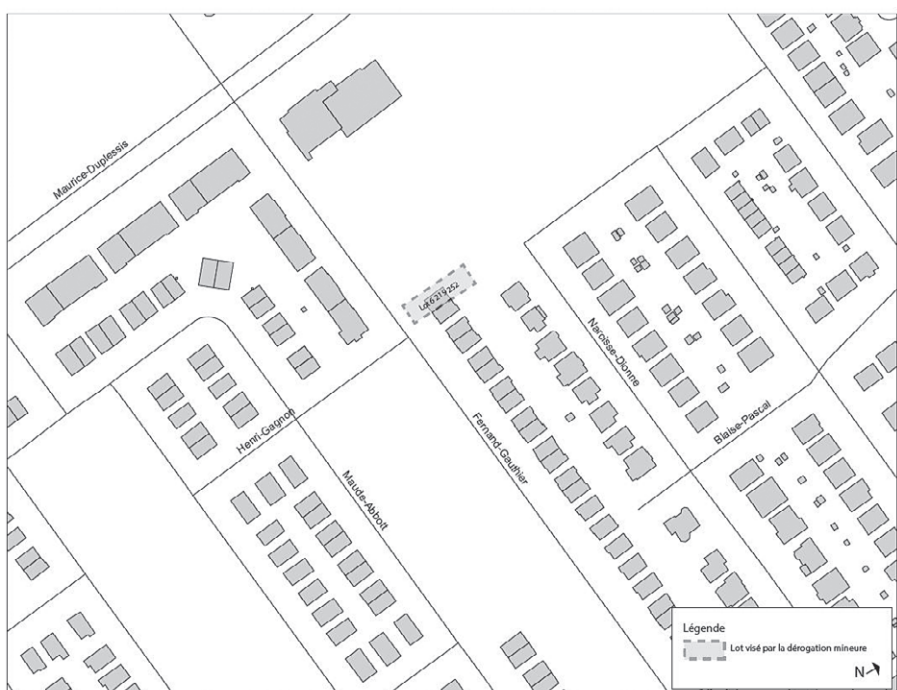 Maurice-Duplessis
Lot 6 219 252
Narcisse-Dionne
Blaise-Pascal
Henri-Gagnon
Fernand-Gauthier
Maude-Abbott
Légende
Lot visé par la dérogation mineure
N